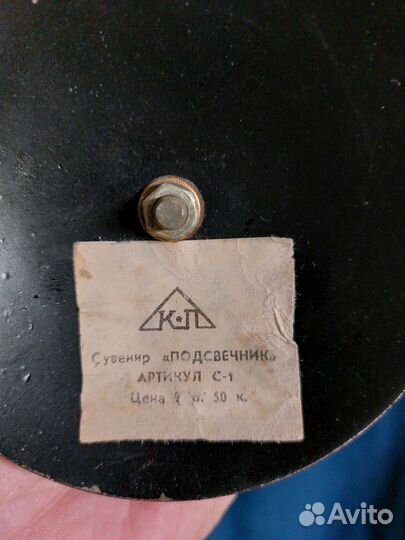 К·Л
Сувенир «ПОДСВЕЧНИК»
АРТИКУЛ С-1
Цена р. 50 к.
Avito